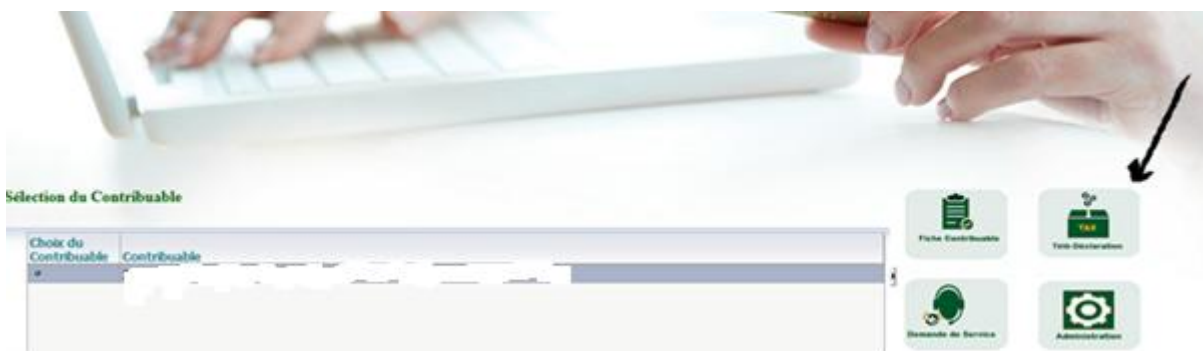 Sélection du Contribuable
Choix du
Contribuable Contribuable
Fiche Contribuable
TAX
Télé-Déclaration
Demande de Service
Administration